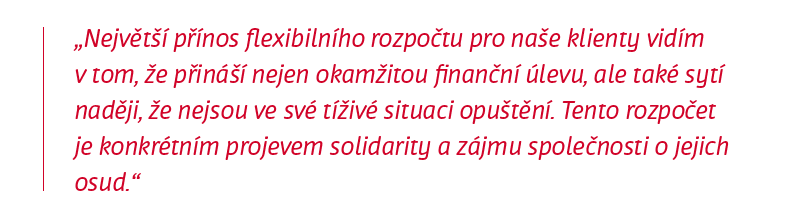 „Největší přínos flexibilního rozpočtu pro naše klienty vidím
v tom, že přináší nejen okamžitou finanční úlevu, ale také sytí
naději, že nejsou ve své tíživé situaci opuštění. Tento rozpočet
je konkrétním projevem solidarity a zájmu společnosti o jejich
osud.“